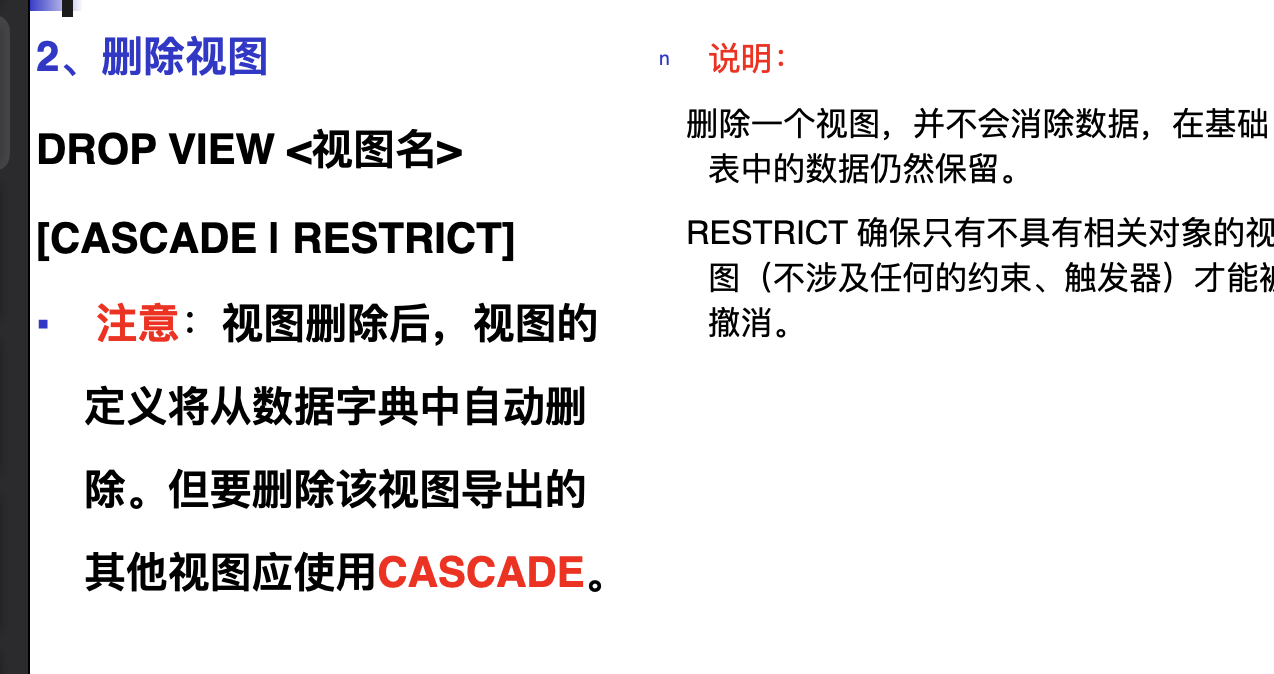 2、删除视图
DROP VIEW <视图名>
[CASCADE | RESTRICT]
▪ 注意：视图删除后，视图的
定义将从数据字典中自动删
除。但要删除该视图导出的
其他视图应使用CASCADE。
n 说明：
删除一个视图，并不会消除数据，在基础
表中的数据仍然保留。
RESTRICT 确保只有不具有相关对象的视
图（不涉及任何的约束、触发器）才能被
撤消。